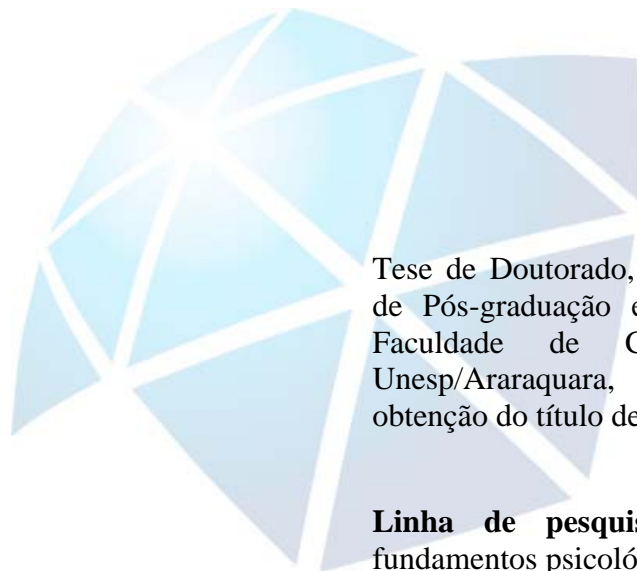 Tese de Doutorado,
de Pós-graduação e
Faculdade de C
Unesp/Araraquara,
obtenção do título de
Linha de pesquis
fundamentos psicoló